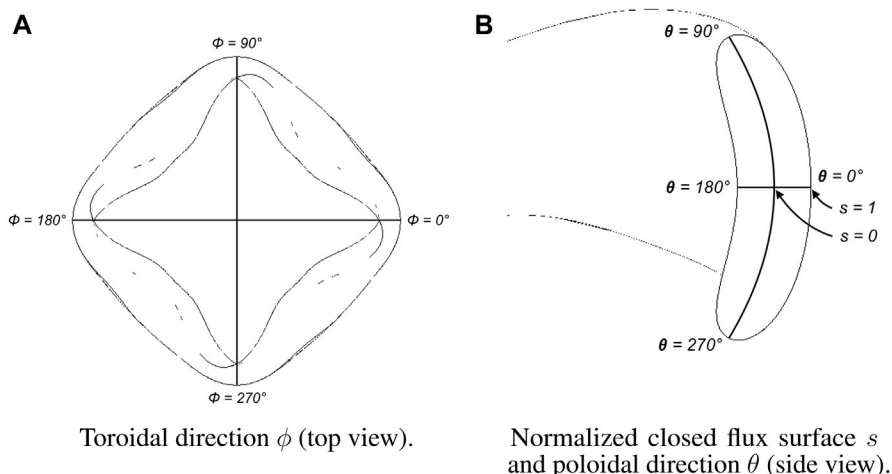 A
Φ = 90°
Φ = 180°
Φ = 0°
Φ = 270°
Toroidal direction ϕ (top view).
B
θ = 90°
θ = 180°
θ = 0°
s = 1
s = 0
θ = 270°
Normalized closed flux surface s
and poloidal direction θ (side view).